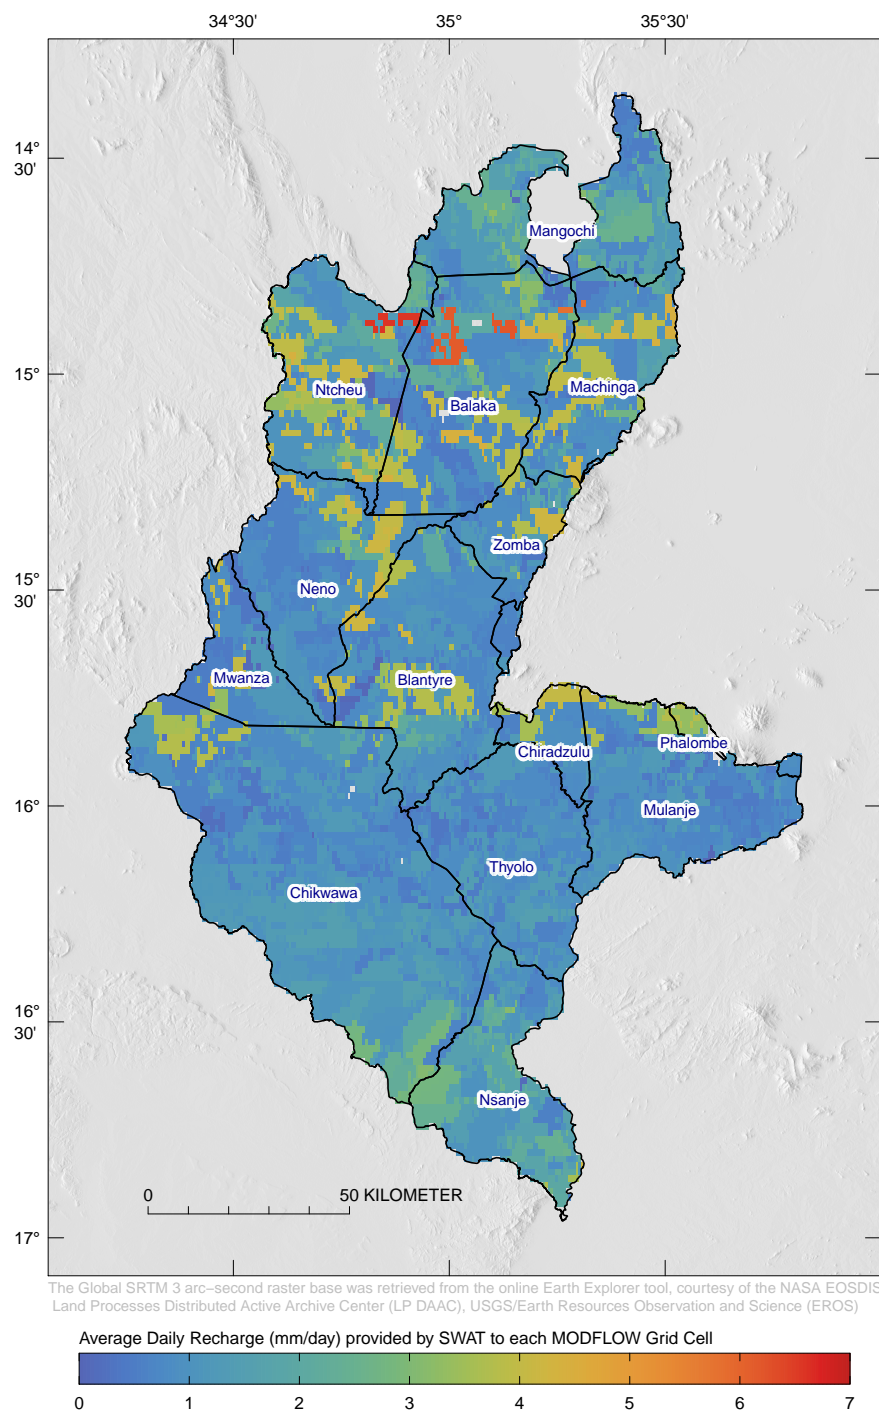 34°30' 35° 35°30'
14°
30'
Mangochi
15°
Ntcheu
Machinga
Balaka
Zomba
15°
30'
Neno
Mwanza
Blantyre
Phalombe
Chiradzulu
16°
Mulanje
Thyolo
Chikwawa
16°
30'
Nsanje
0 50 KILOMETER
17°
The Global SRTM 3 arc−second raster base was retrieved from the online Earth Explorer tool, courtesy of the NASA EOSDIS
Land Processes Distributed Active Archive Center (LP DAAC), USGS/Earth Resources Observation and Science (EROS)
Average Daily Recharge (mm/day) provided by SWAT to each MODFLOW Grid Cell
0 1 2 3 4 5 6 7